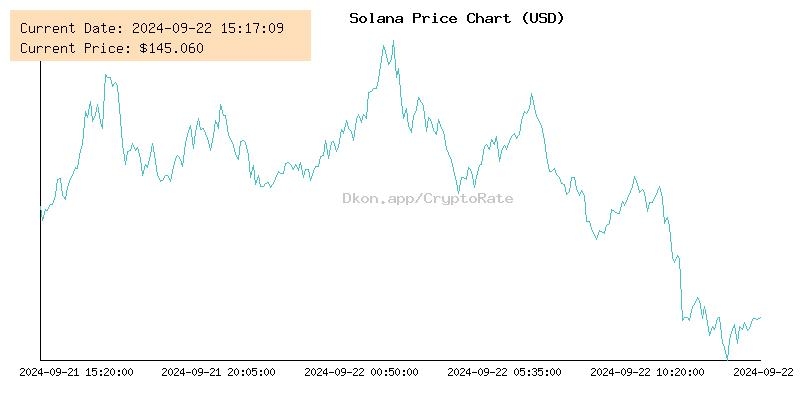 Solana Price Chart (USD)
Current Date: 2024-09-22 15:17:09
Current Price: $145.060
Dkon.app/CryptoRate
2024-09-21 15:20:00 2024-09-21 20:05:00 2024-09-22 00:50:00 2024-09-22 05:35:00 2024-09-22 10:20:00 2024-09-22